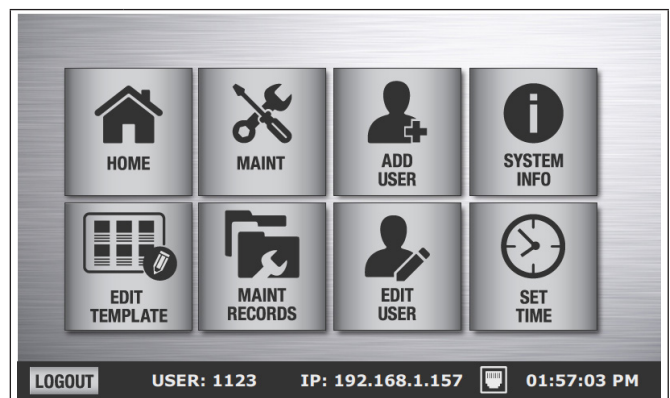 HOME
MAINT
ADD
USER
SYSTEM
INFO
EDIT
TEMPLATE
MAINT
RECORDS
EDIT
USER
SET
TIME
LOGOUT USER: 1123 IP: 192.168.1.157 01:57:03 PM